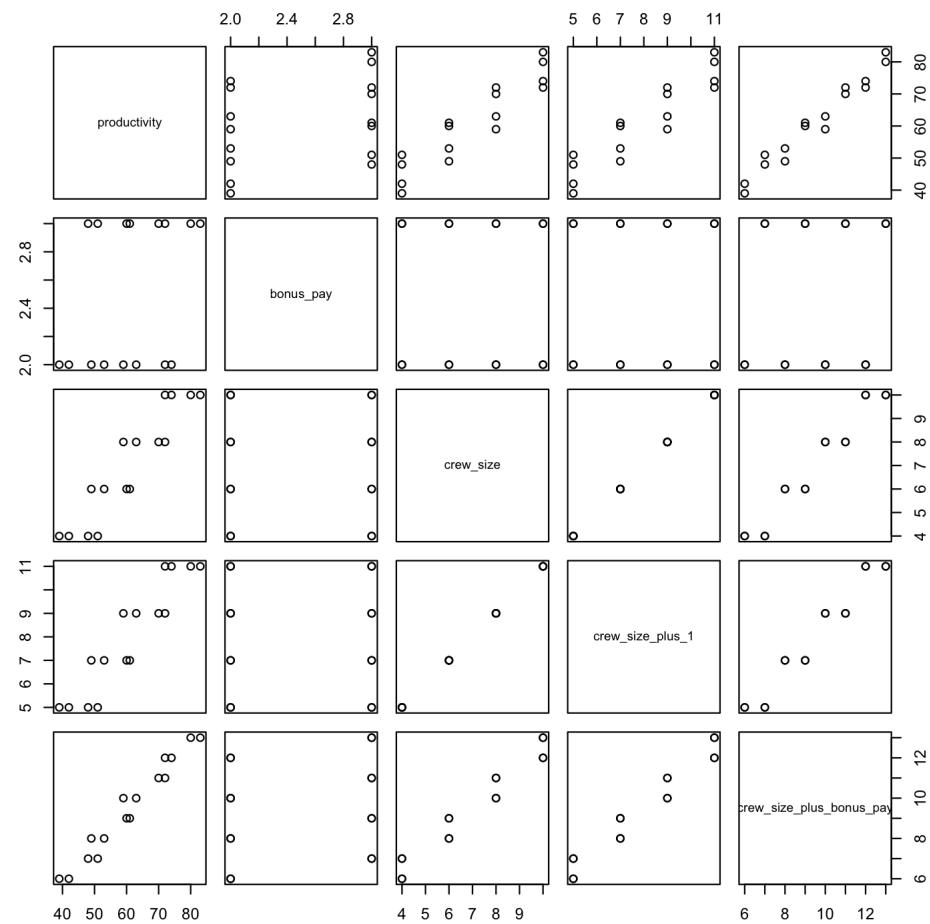 2.0 2.4 2.8
5 6 7 8 9 11
productivity
40 50 60 70 80
2.0 2.4 2.8
bonus_pay
crew_size
4 5 6 7 8 9
5 6 7 8 9 11
crew_size_plus_1
crew_size_plus_bonus_pay
6 8 10 12
40 50 60 70 80
4 5 6 7 8 9
6 8 10 12